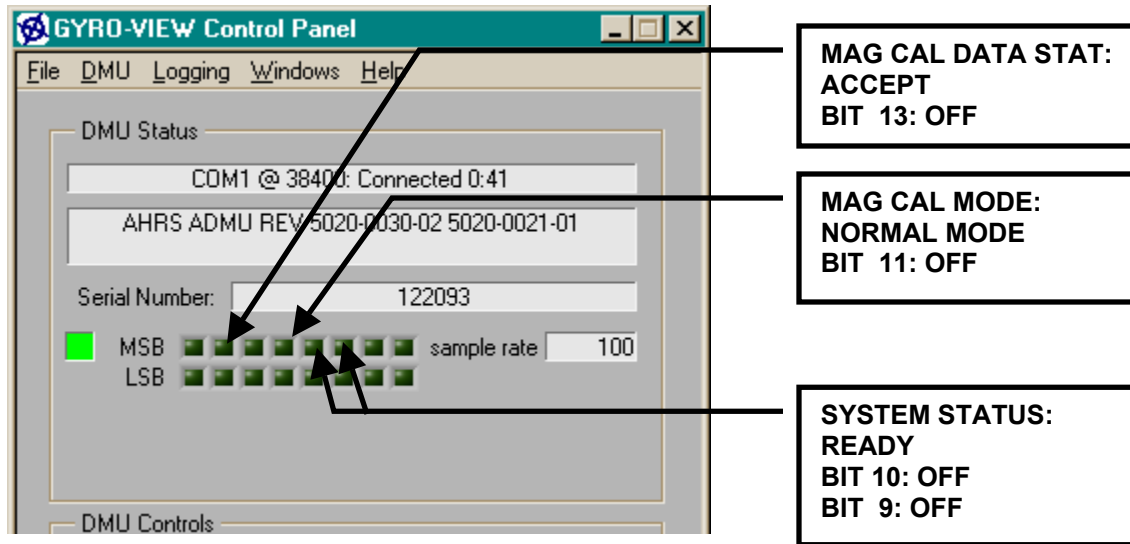 GYRO-VIEW Control Panel
File DMU Logging Windows Help
DMU Status
COM1 @ 38400: Connected 0:41
AHRS ADMU REV 5020-0030-02 5020-0021-01
Serial Number: 122093
MSB sample rate 100
LSB
DMU Controls
MAG CAL DATA STAT:
ACCEPT
BIT 13: OFF
MAG CAL MODE:
NORMAL MODE
BIT 11: OFF
SYSTEM STATUS:
READY
BIT 10: OFF
BIT 9: OFF